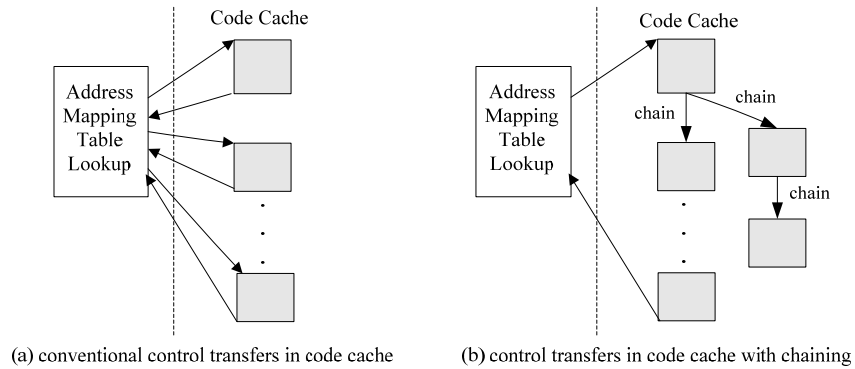 Code Cache
Address
Mapping
Table
Lookup
(a) conventional control transfers in code cache
Code Cache
Address
Mapping
Table
Lookup
chain
chain
chain
(b) control transfers in code cache with chaining